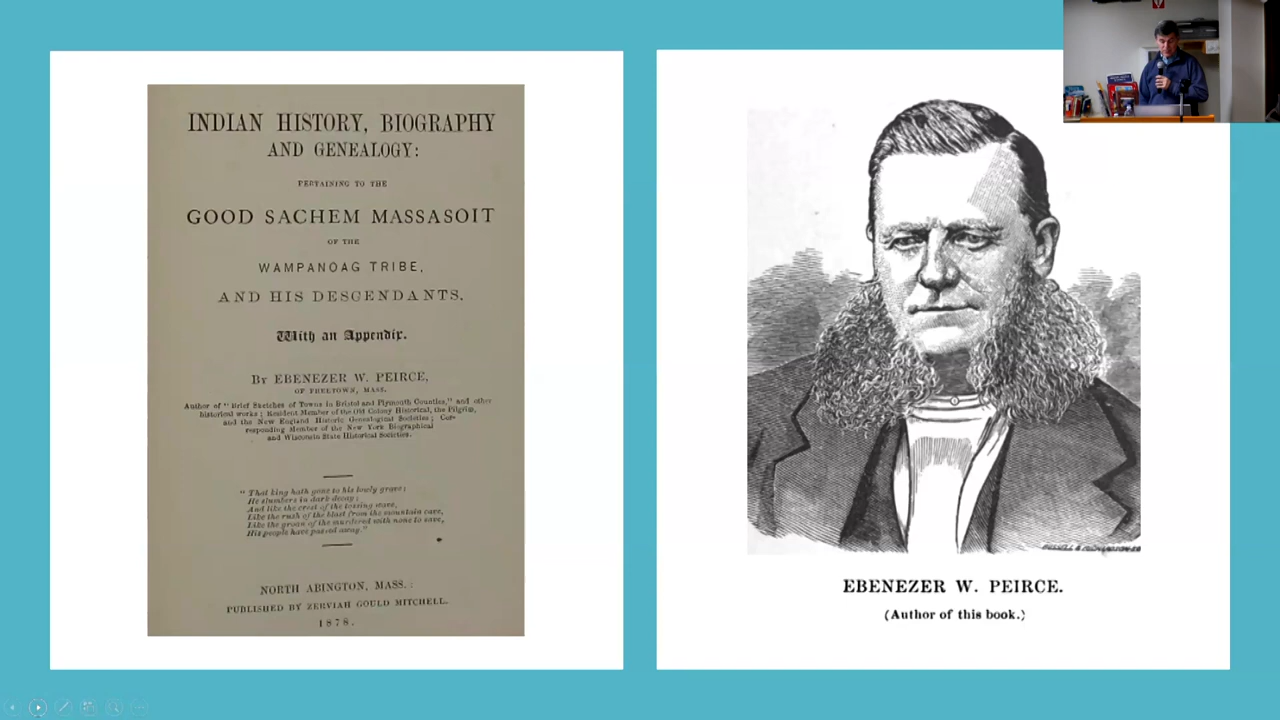 INDIAN HISTORY, BIOGRAPHY
AND GENEALOGY:
PERTAINING TO THE
GOOD SACHEM MASSASOIT
OF THE
WAMPANOAG TRIBE,
AND HIS DESCENDANTS.
With an Appendix.
By EBENEZER W. PEIRCE,
OF FREETOWN, MASS.
Author of "Brief Sketches of Towns in Bristol and Plymouth Counties," and other
historical works; Resident Member of the Old Colony Historical, the Pilgrim,
and the New England Historic Genealogical Societies; Cor-
responding Member of the New York Biographical
and Wisconsin State Historical Societies.
"That king hath gone to his lowly grave;
He slumbers in dark decay;
And like the crest of the tossing wave,
Like the rush of the blast from the mountain cave,
Like the groan of the murdered with none to save,
His people have passed away."
NORTH ABINGTON, MASS.:
PUBLISHED BY ZERVIAH GOULD MITCHELL.
1878.
EBENEZER W. PEIRCE.
(Author of this book.)